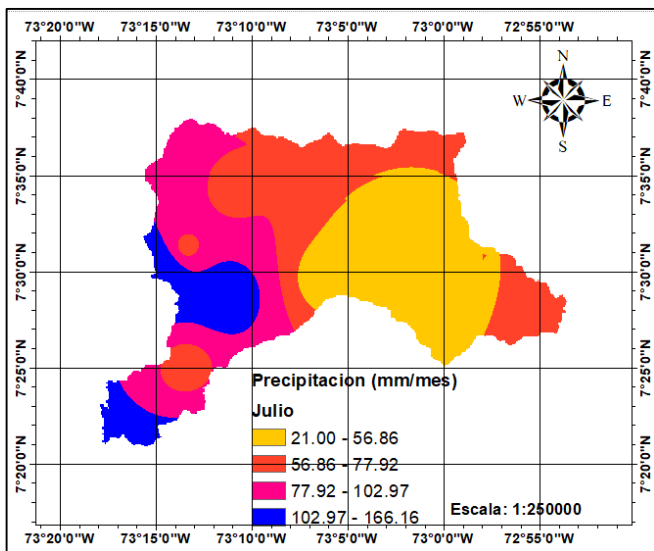 73°20'0"W 73°15'0"W 73°10'0"W 73°5'0"W 73°0'0"W 72°55'0"W
N
W E
S
7°40'0"N 7°40'0"N
7°35'0"N 7°35'0"N
7°30'0"N 7°30'0"N
7°25'0"N 7°25'0"N
7°20'0"N 7°20'0"N
Precipitacion (mm/mes)
Julio
21.00 - 56.86
56.86 - 77.92
77.92 - 102.97
102.97 - 166.16
Escala: 1:250000
73°20'0"W 73°15'0"W 73°10'0"W 73°5'0"W 73°0'0"W 72°55'0"W